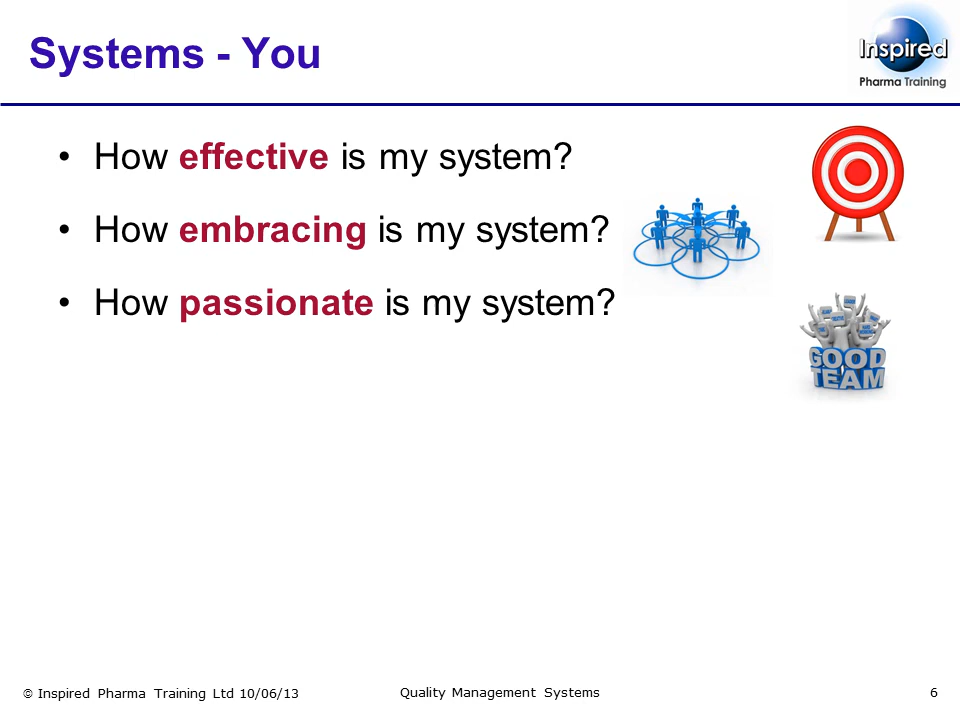 Systems - You
Inspired
Pharma Training
• How effective is my system?
• How embracing is my system?
• How passionate is my system?
GOOD
TEAM
© Inspired Pharma Training Ltd 10/06/13
Quality Management Systems
6